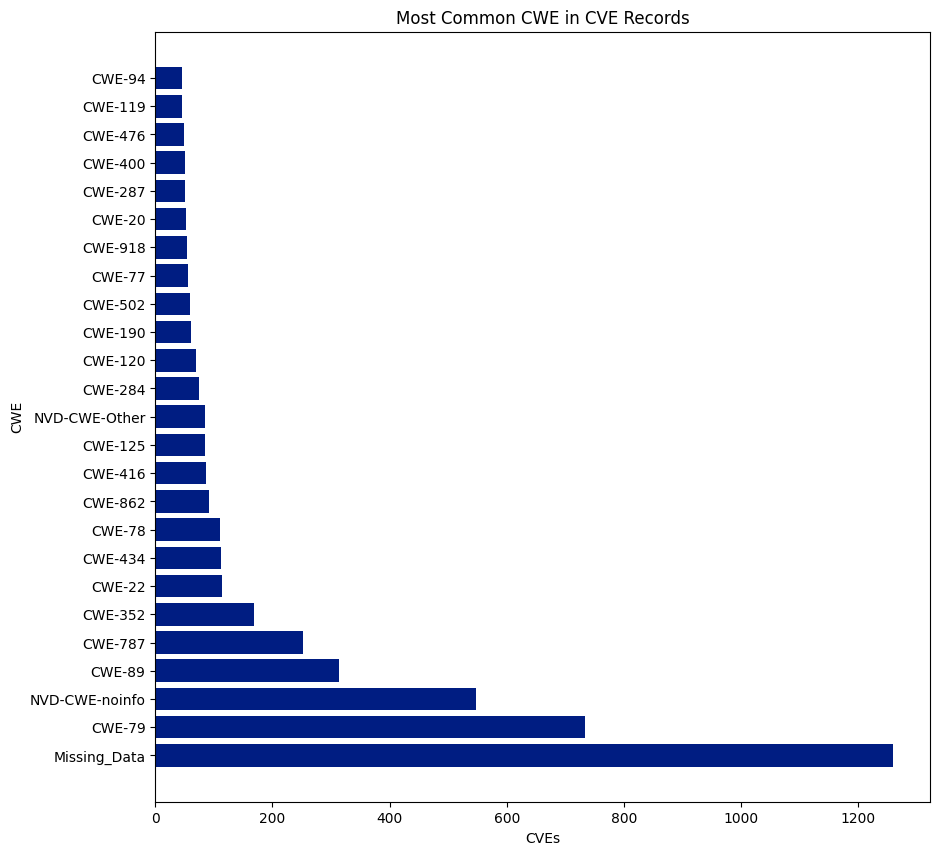 Most Common CWE in CVE Records
CWE
CWE-94
CWE-119
CWE-476
CWE-400
CWE-287
CWE-20
CWE-918
CWE-77
CWE-502
CWE-190
CWE-120
CWE-284
NVD-CWE-Other
CWE-125
CWE-416
CWE-862
CWE-78
CWE-434
CWE-22
CWE-352
CWE-787
CWE-89
NVD-CWE-noinfo
CWE-79
Missing_Data
0 200 400 600 800 1000 1200
CVEs